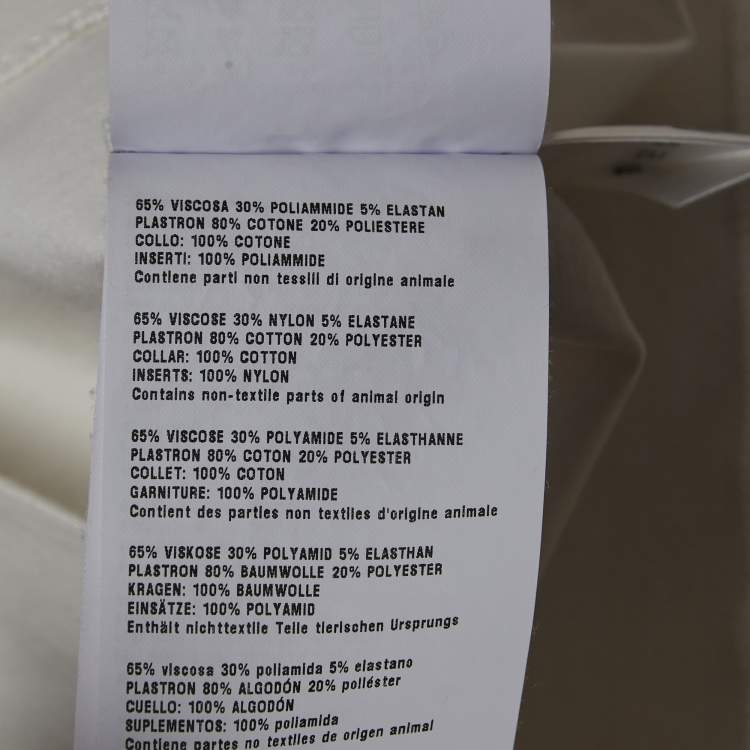 65% VISCOSA 30% POLIAMMIDE 5% ELASTAN
PLASTRON 80% COTONE 20% POLIESTERE
COLLO: 100% COTONE
INSERTI: 100% POLIAMMIDE
Contiene parti non tessili di origine animale
65% VISCOSE 30% NYLON 5% ELASTANE
PLASTRON 80% COTTON 20% POLYESTER
COLLAR: 100% COTTON
INSERTS: 100% NYLON
Contains non-textile parts of animal origin
65% VISCOSE 30% POLYAMIDE 5% ELASTHANNE
PLASTRON 80% COTON 20% POLYESTER
COLLET: 100% COTON
GARNITURE: 100% POLYAMIDE
Contient des parties non textiles d'origine animale
65% VISKOSE 30% POLYAMID 5% ELASTHAN
PLASTRON 80% BAUMWOLLE 20% POLYESTER
KRAGEN: 100% BAUMWOLLE
EINSÄTZE: 100% POLYAMID
Enthält nichttextile Teile tierischen Ursprungs
65% viscosa 30% poliamida 5% elastano
PLASTRON 80% ALGODÓN 20% poliéster
CUELLO: 100% ALGODÓN
SUPLEMENTOS: 100% poliamida
Contiene partes no textiles de origen animal